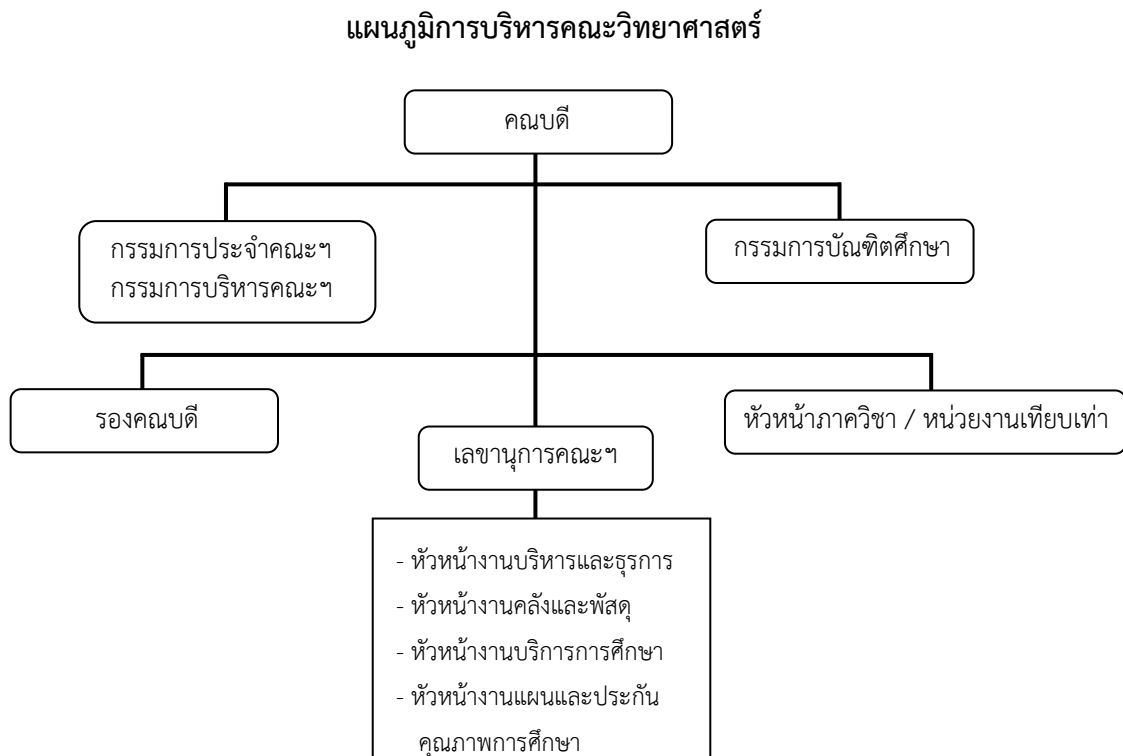 แผนภูมิการบริหารคณะวิทยาศาสตร์
คณบดี
กรรมการประจำคณะฯ
กรรมการบริหารคณะฯ
กรรมการบัณฑิตศึกษา
รองคณบดี
เลขานุการคณะฯ
หัวหน้าภาควิชา / หน่วยงานเทียบเท่า
- หัวหน้างานบริหารและธุรการ
- หัวหน้างานคลังและพัสดุ
- หัวหน้างานบริการการศึกษา
- หัวหน้างานแผนและประกัน
คุณภาพการศึกษา